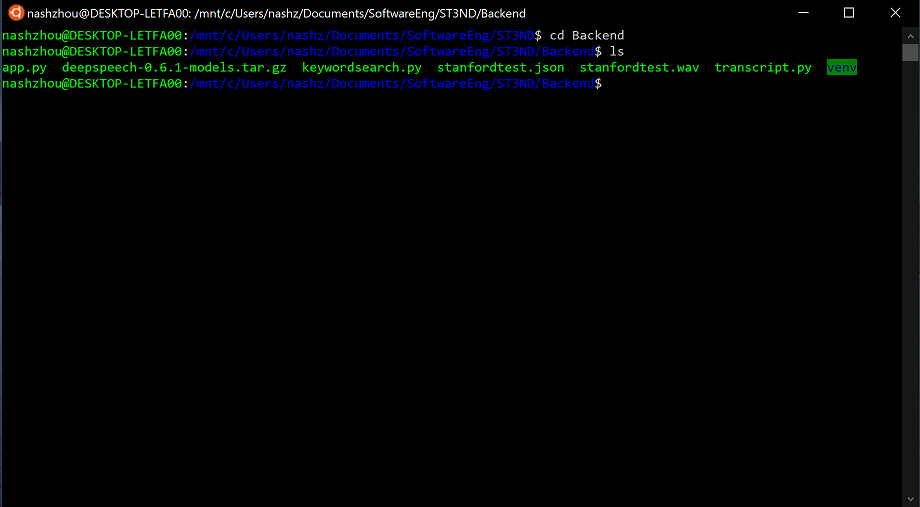 nashzhou@DESKTOP-LETFA00: /mnt/c/Users/nashz/Documents/SoftwareEng/ST3ND/Backend
nashzhou@DESKTOP-LETFA00:/mnt/c/Users/nashz/Documents/SoftwareEng/ST3ND$ cd Backend
nashzhou@DESKTOP-LETFA00:/mnt/c/Users/nashz/Documents/SoftwareEng/ST3ND/Backend$ ls
app.py  deepspeech-0.6.1-models.tar.gz  keywordsearch.py  stanfordtest.json  stanfordtest.wav  transcript.py  venv
nashzhou@DESKTOP-LETFA00:/mnt/c/Users/nashz/Documents/SoftwareEng/ST3ND/Backend$